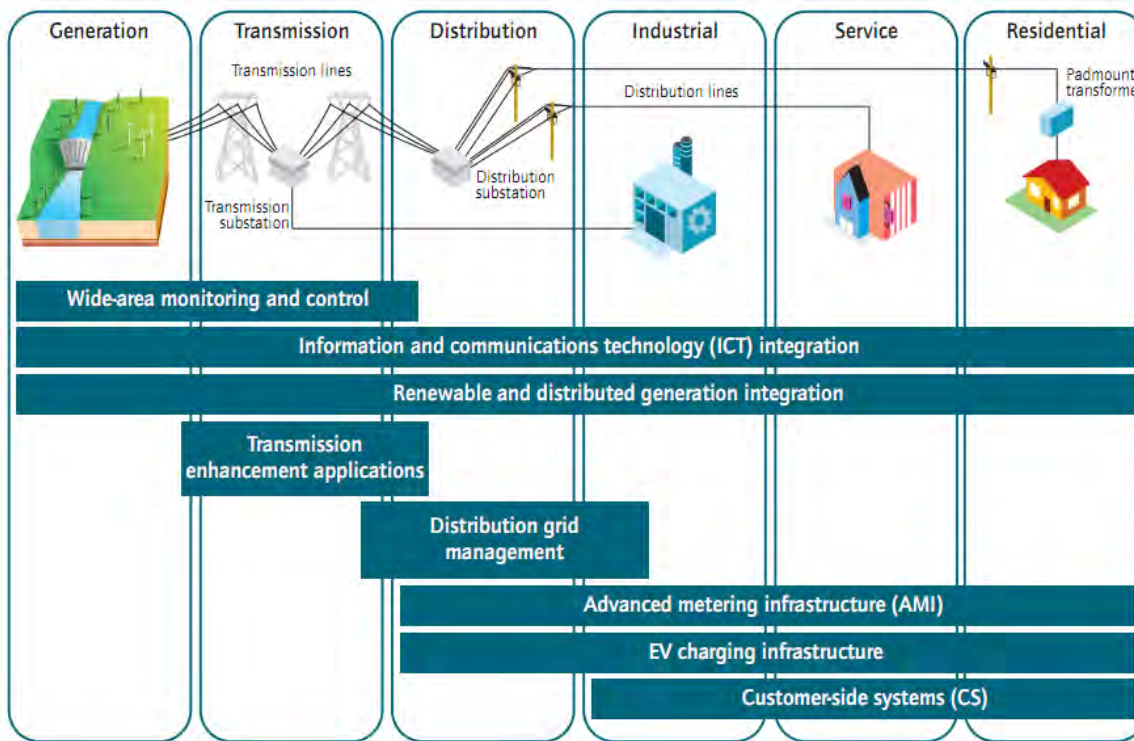 Generation
Transmission
Distribution
Industrial
Service
Residential
Transmission lines
Distribution lines
Padmount
transforme
Distribution
substation
Transmission
substation
Wide-area monitoring and control
Information and communications technology (ICT) integration
Renewable and distributed generation integration
Transmission
enhancement applications
Distribution grid
management
Advanced metering infrastructure (AMI)
EV charging infrastructure
Customer-side systems (CS)